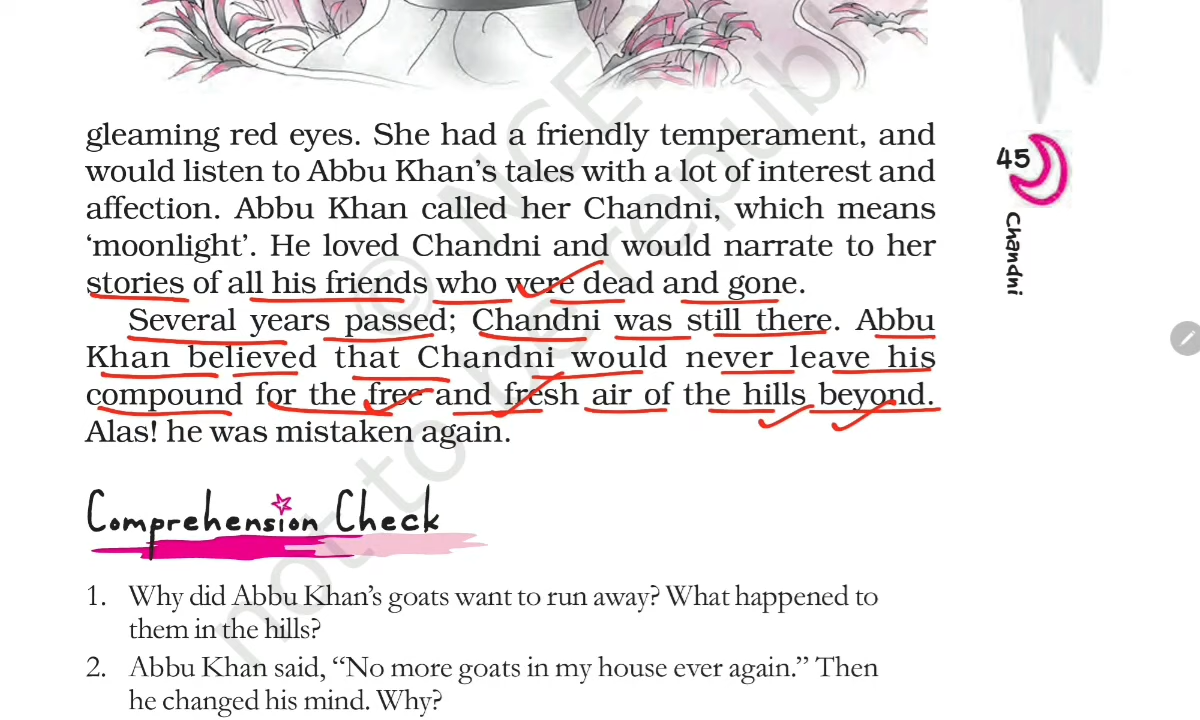 gleaming red eyes. She had a friendly temperament, and
would listen to Abbu Khan’s tales with a lot of interest and
affection. Abbu Khan called her Chandni, which means
‘moonlight’. He loved Chandni and would narrate to her
stories of all his friends who were dead and gone.
Several years passed; Chandni was still there. Abbu
Khan believed that Chandni would never leave his
compound for the free and fresh air of the hills beyond.
Alas! he was mistaken again.
Comprehension Check
1. Why did Abbu Khan’s goats want to run away? What happened to
them in the hills?
2. Abbu Khan said, “No more goats in my house ever again.” Then
he changed his mind. Why?
45
Chandni
© NCE
not to be republ